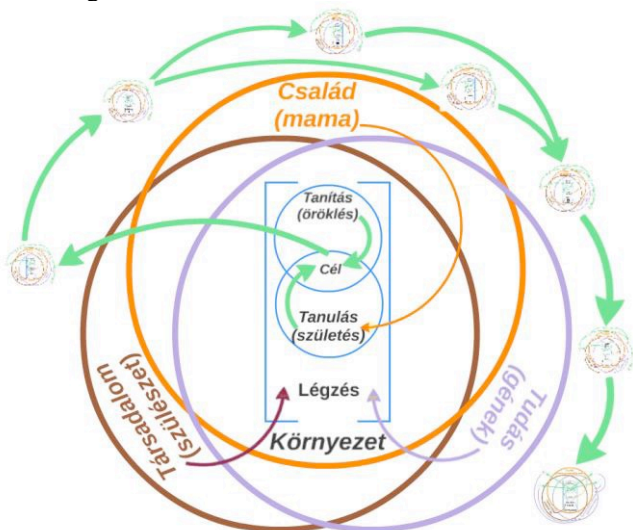 Család
(mama)
Tanítás
(öröklés)
Cél
Tanulás
(születés)
Légzés
Környezet
Társadalom
(szülészet)
Tudás
(gének)